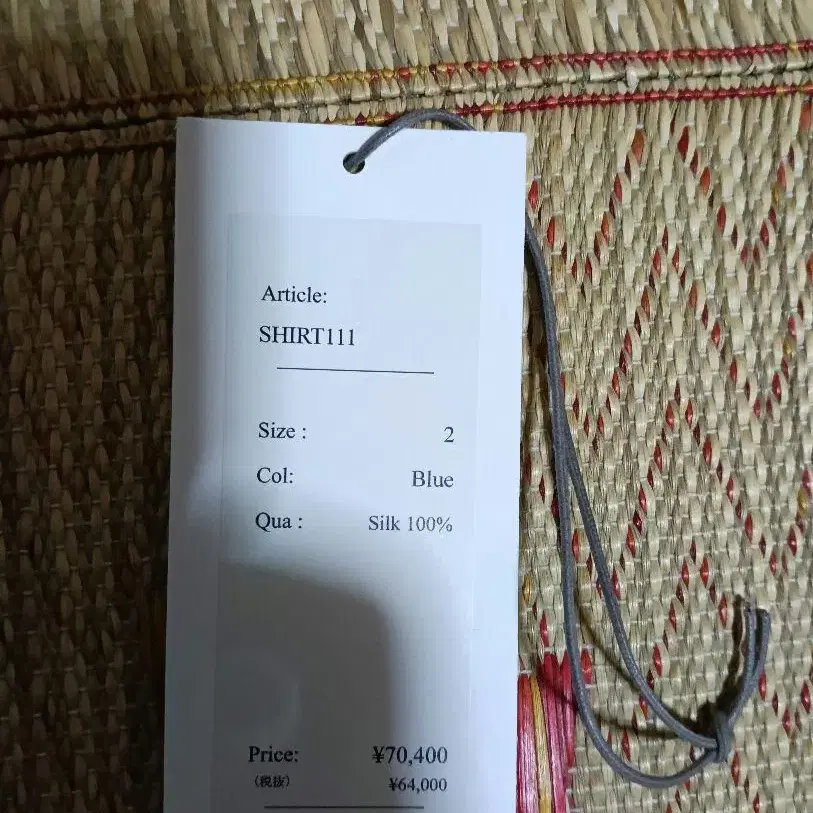 Article:
SHIRT111
Size : 2
Col: Blue
Qua : Silk 100%
Price: ¥70,400
(税抜) ¥64,000